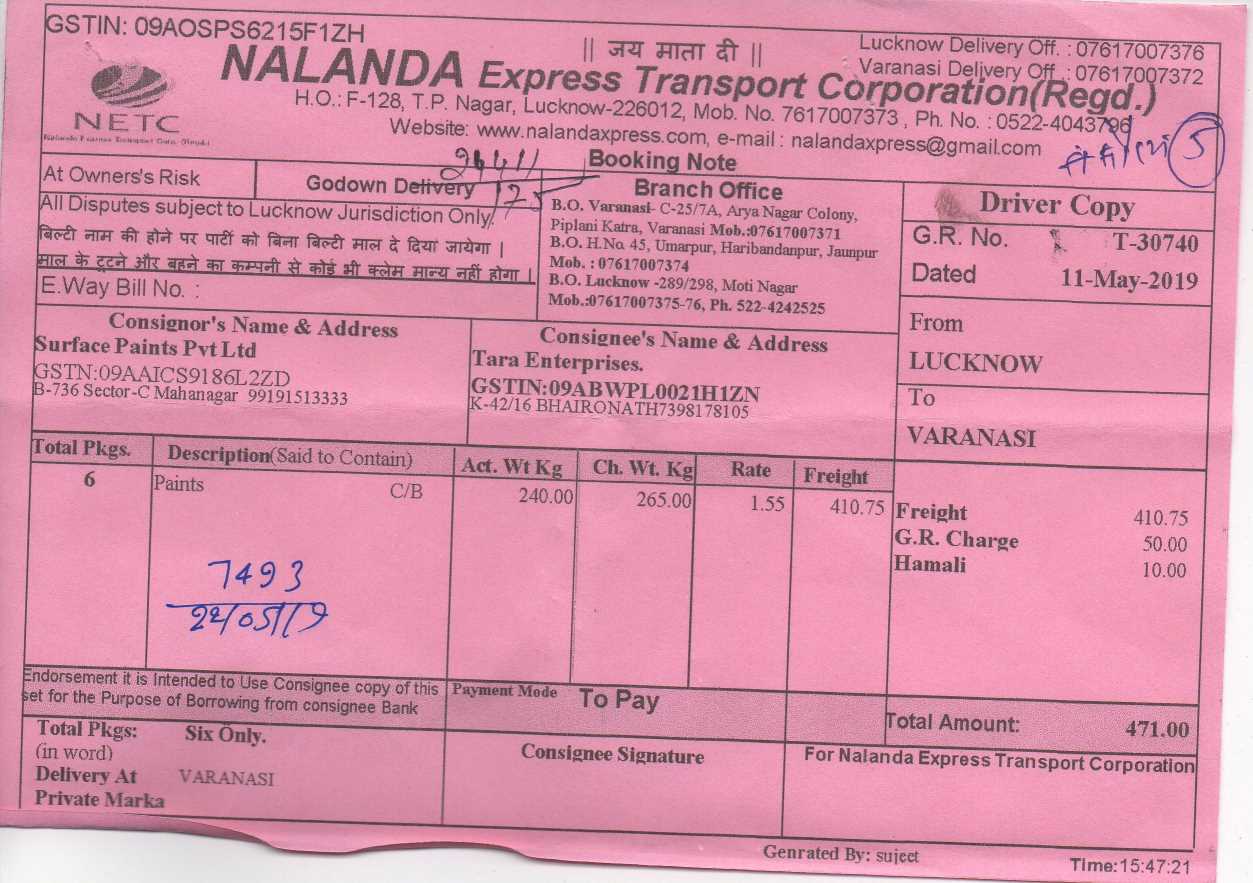 GSTIN: 09AOSPS6215F1ZH
|| जय माता दी ||
Lucknow Delivery Off. : 07617007376
Varanasi Delivery Off. : 07617007372
NALANDA Express Transport Corporation(Regd.)
H.O.: F-128, T.P. Nagar, Lucknow-226012, Mob. No. 7617007373 , Ph. No. : 0522-4043796
Website: www.nalandaxpress.com, e-mail : nalandaxpress@gmail.com
NETC
Nalanda Express Transport Corp. (Regd.)
5
Booking Note
At Owners's Risk
Godown Delivery
175
All Disputes subject to Lucknow Jurisdiction Only.
बिल्टी नाम की होने पर पार्टी को बिना बिल्टी माल दे दिया जायेगा |
माल के टूटने और बहने का कम्पनी से कोई भी क्लेम मान्य नहीं होगा |
E.Way Bill No. :
Branch Office
B.O. Varanasi- C-25/7A, Arya Nagar Colony,
Piplani Katra, Varanasi Mob.:07617007371
B.O. H.No. 45, Umarpur, Haribandanpur, Jaunpur
Mob. : 07617007374
B.O. Lucknow -289/298, Moti Nagar
Mob.:07617007375-76, Ph. 522-4242525
Driver Copy
G.R. No. T-30740
Dated 11-May-2019
From
LUCKNOW
To
VARANASI
Consignor's Name & Address
Surface Paints Pvt Ltd
GSTN:09AAICS9186L2ZD
B-736 Sector-C Mahanagar 99191513333
Consignee's Name & Address
Tara Enterprises.
GSTIN:09ABWPL0021H1ZN
K-42/16 BHAIRONATH7398178105
Total Pkgs. Description(Said to Contain) Act. Wt Kg Ch. Wt. Kg Rate Freight
6 Paints C/B 240.00 265.00 1.55 410.75
Freight 410.75
G.R. Charge 50.00
Hamali 10.00
7493
22/05/19
Endorsement it is Intended to Use Consignee copy of this
set for the Purpose of Borrowing from consignee Bank
Payment Mode To Pay
Total Amount: 471.00
Total Pkgs: Six Only.
(in word)
Delivery At VARANASI
Private Marka
Consignee Signature
For Nalanda Express Transport Corporation
Genrated By: sujeet
Time:15:47:21